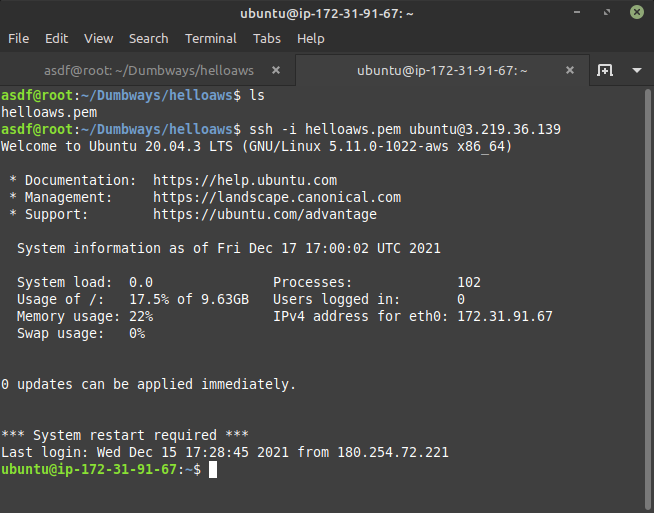 ubuntu@ip-172-31-91-67: ~
File Edit View Search Terminal Tabs Help
asdf@root: ~/Dumbways/helloaws × ubuntu@ip-172-31-91-67: ~ ×
asdf@root:~/Dumbways/helloaws$ ls
helloaws.pem
asdf@root:~/Dumbways/helloaws$ ssh -i helloaws.pem ubuntu@3.219.36.139
Welcome to Ubuntu 20.04.3 LTS (GNU/Linux 5.11.0-1022-aws x86_64)
* Documentation: https://help.ubuntu.com
* Management: https://landscape.canonical.com
* Support: https://ubuntu.com/advantage
System information as of Fri Dec 17 17:00:02 UTC 2021
System load: 0.0 Processes: 102
Usage of /: 17.5% of 9.63GB Users logged in: 0
Memory usage: 22% IPv4 address for eth0: 172.31.91.67
Swap usage: 0%
0 updates can be applied immediately.
*** System restart required ***
Last login: Wed Dec 15 17:28:45 2021 from 180.254.72.221
ubuntu@ip-172-31-91-67:~$